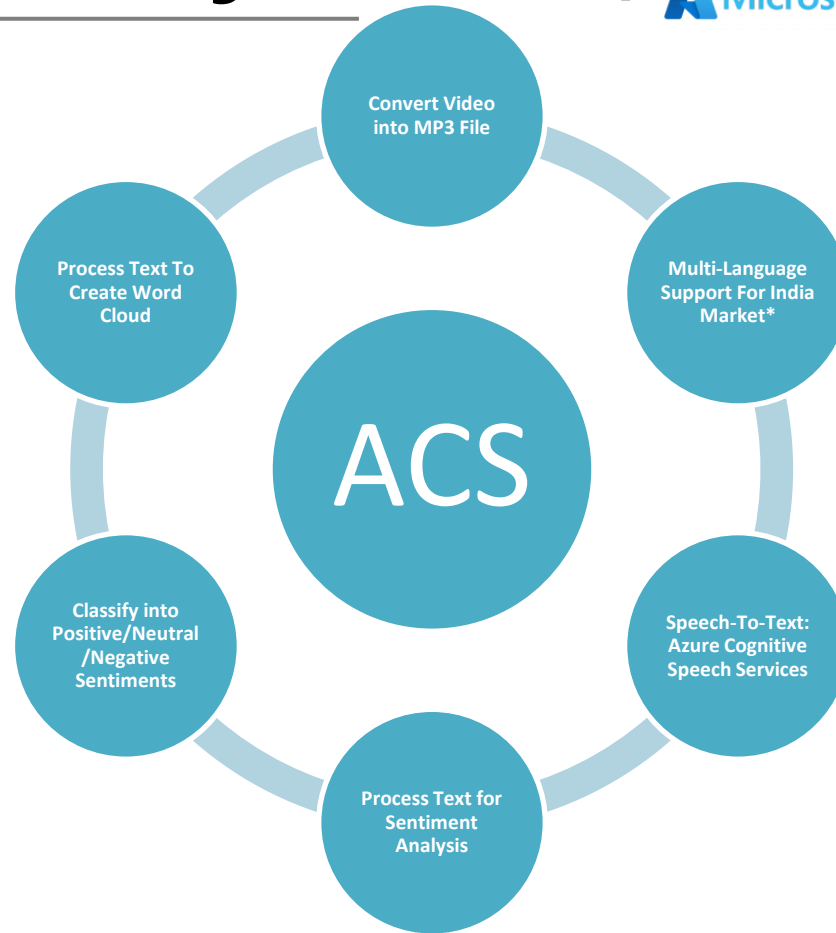 Micros
Convert Video
into MP3 File
Multi-Language
Support For India
Market*
Speech-To-Text:
Azure Cognitive
Speech Services
Process Text for
Sentiment
Analysis
Classify into
Positive/Neutral
/Negative
Sentiments
Process Text To
Create Word
Cloud
ACS